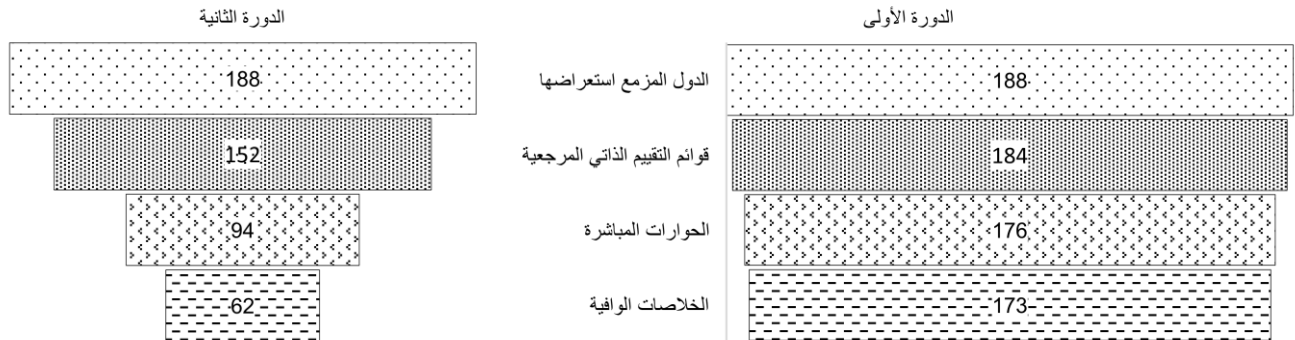 الدورة الأولى
الدورة الثانية
188
الدول المزمع استعراضها
188
184
قوائم التقييم الذاتي المرجعية
152
176
الحوارات المباشرة
94
173
الخلاصات الوافية
62